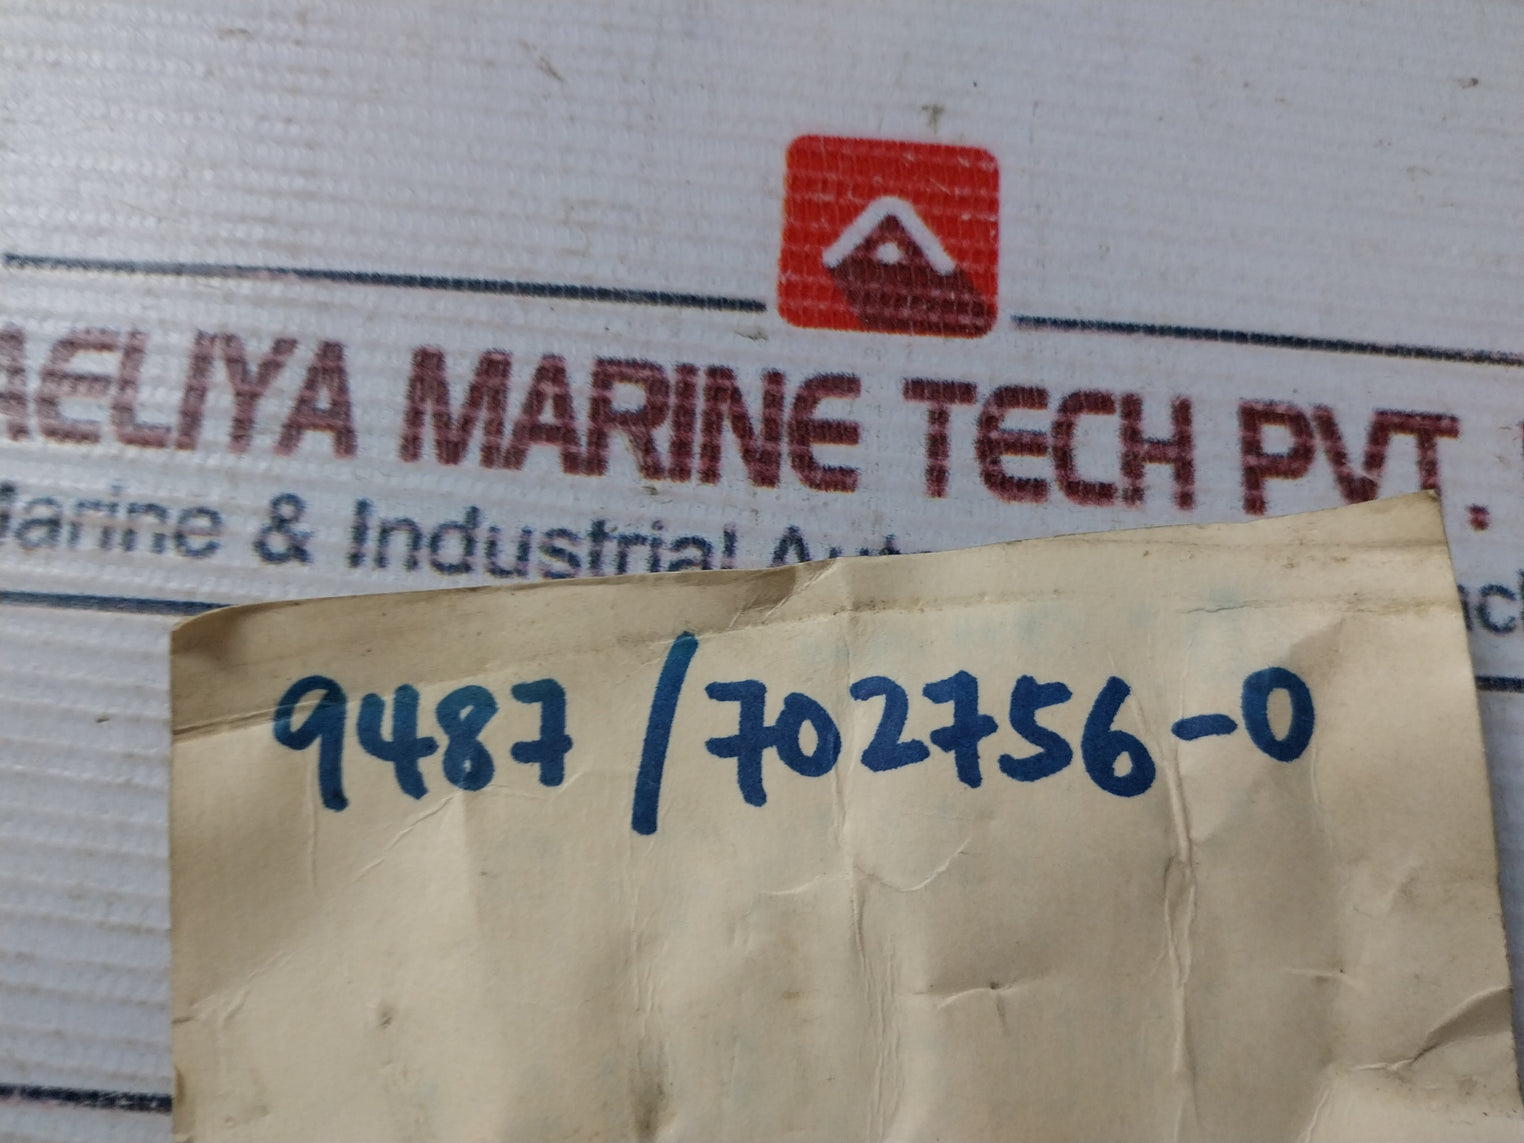 AELIYA MARINE TECH PVT.
Marine & Industrial
9487 / 702756-0